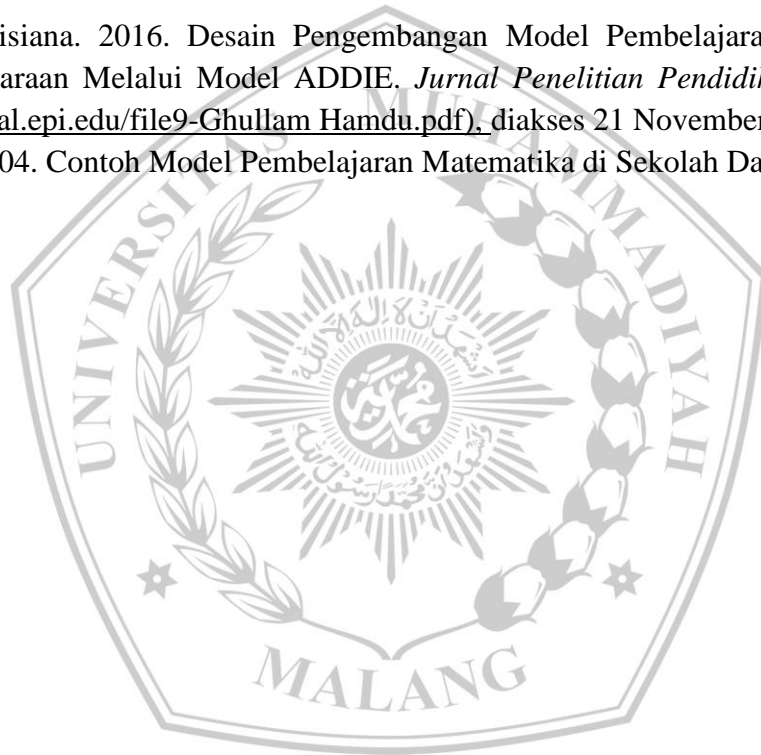 isiana. 2016. Desain Pengembangan Model Pembelajara
araan Melalui Model ADDIE. Jurnal Penelitian Pendidi
al.epi.edu/file9-Ghullam Hamdu.pdf), diakses 21 November
04. Contoh Model Pembelajaran Matematika di Sekolah Da
UNIVERSITAS MUHAMMADIYAH
MALANG